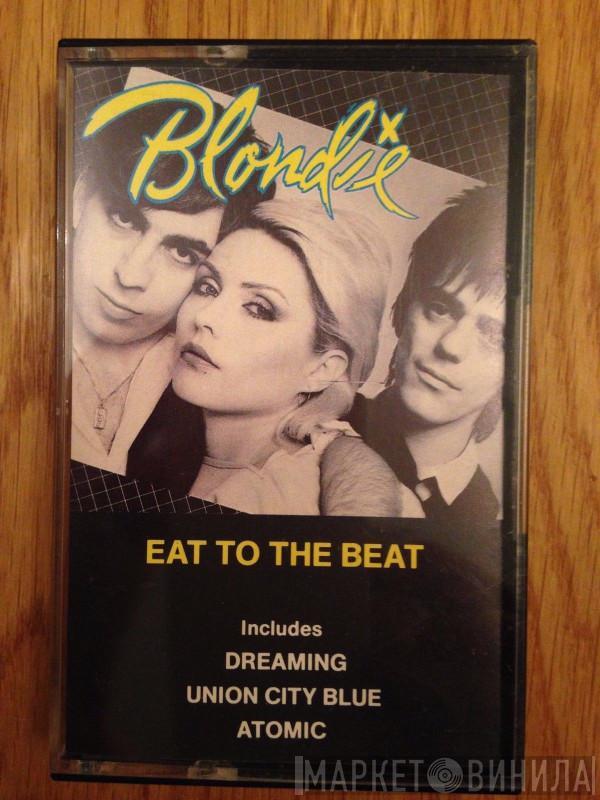 Blondie
EAT TO THE BEAT
Includes
DREAMING
UNION CITY BLUE
ATOMIC
МАРКЕТ ВИНИЛА